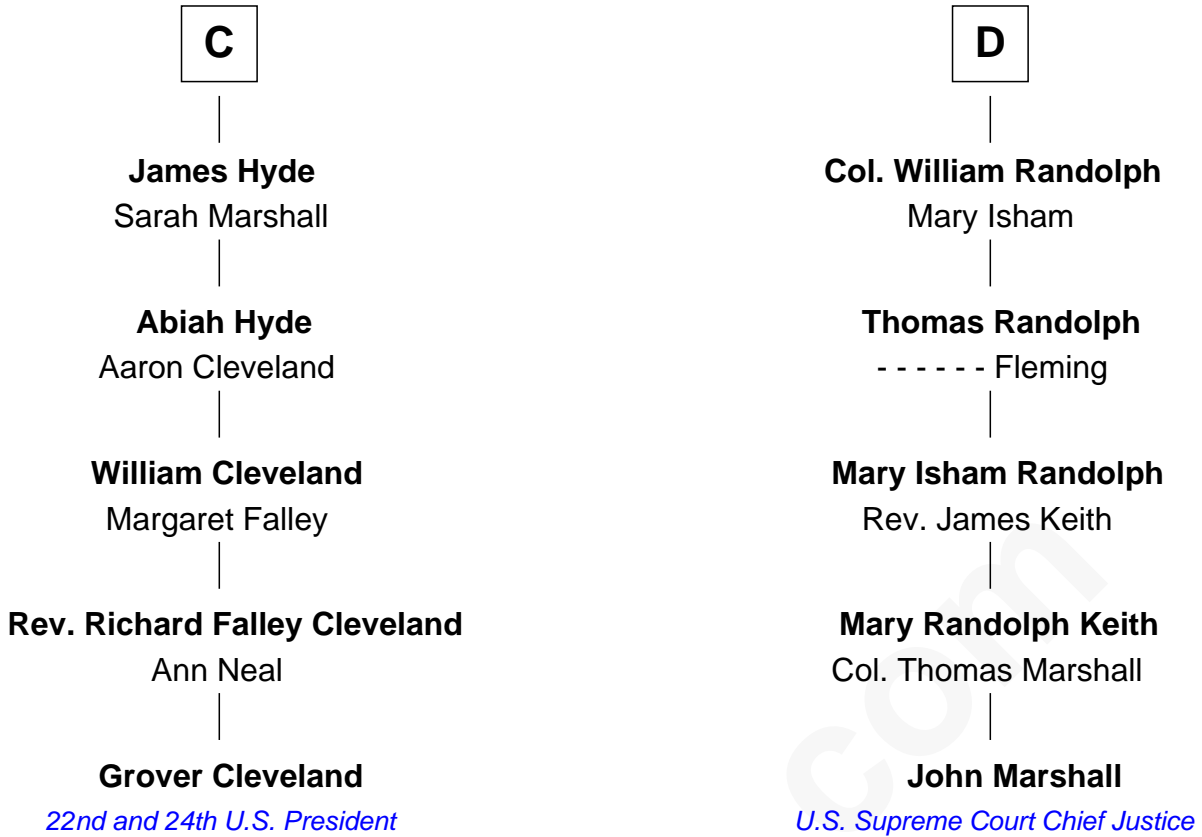 C
James Hyde
Sarah Marshall
Abiah Hyde
Aaron Cleveland
William Cleveland
Margaret Falley
Rev. Richard Falley Cleveland
Ann Neal
Grover Cleveland
22nd and 24th U.S. President
D
Col. William Randolph
Mary Isham
Thomas Randolph
- - - - - - Fleming
Mary Isham Randolph
Rev. James Keith
Mary Randolph Keith
Col. Thomas Marshall
John Marshall
U.S. Supreme Court Chief Justice
com